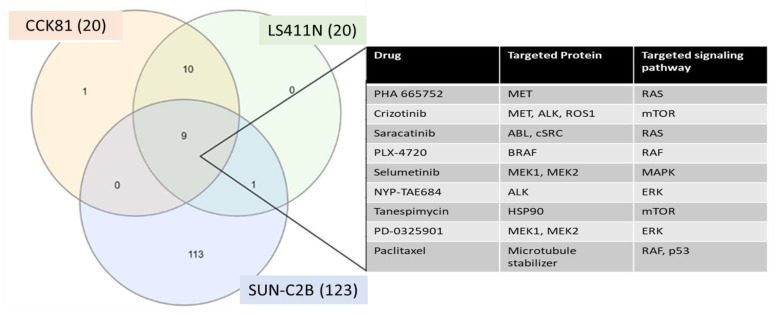 CCK81 (20)
LS411N (20)
10
1
0
9
0
1
113
SUN-C2B (123)
Drug Targeted Protein Targeted signaling
pathway
PHA 665752 MET RAS
Crizotinib MET, ALK, ROS1 mTOR
Saracatinib ABL, cSRC RAS
PLX-4720 BRAF RAF
Selumetinib MEK1, MEK2 MAPK
NYP-TAE684 ALK ERK
Tanespimycin HSP90 mTOR
PD-0325901 MEK1, MEK2 ERK
Paclitaxel Microtubule RAF, p53
stabilizer